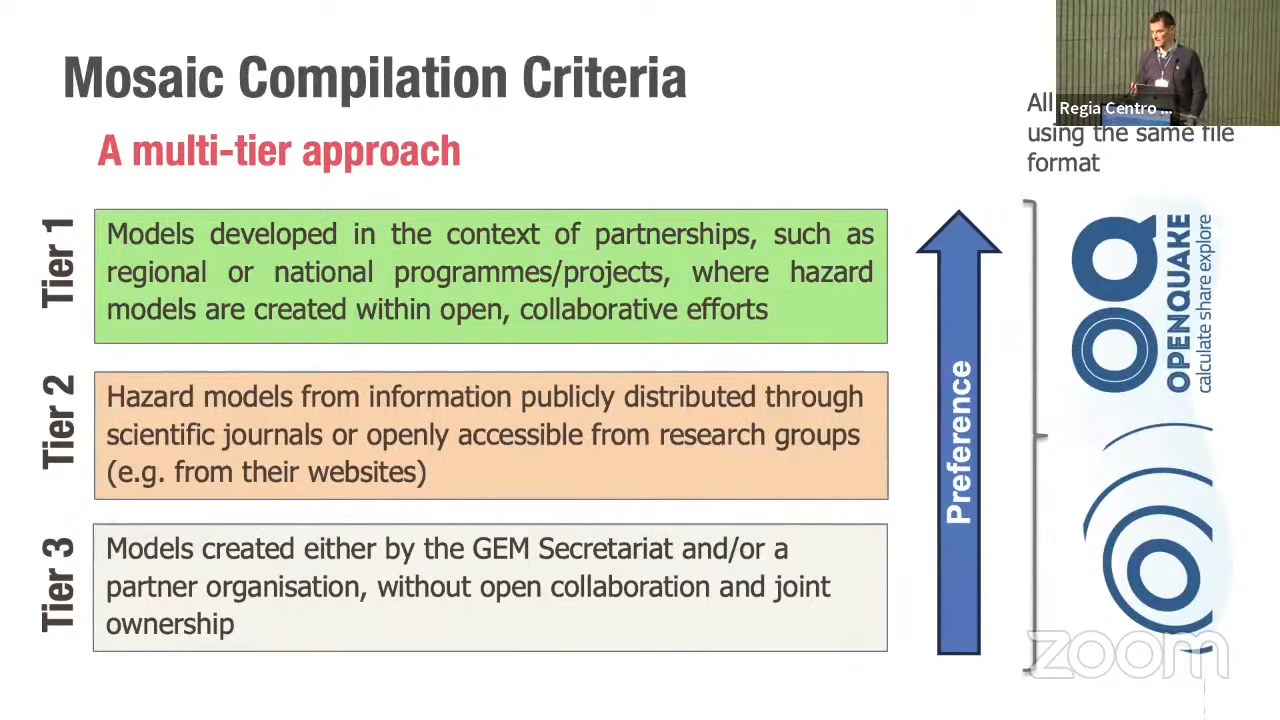 Mosaic Compilation Criteria
A multi-tier approach
All
Regia Centro ...
using the same file
format
Tier 1
Models developed in the context of partnerships, such as
regional or national programmes/projects, where hazard
models are created within open, collaborative efforts
Tier 2
Hazard models from information publicly distributed through
scientific journals or openly accessible from research groups
(e.g. from their websites)
Tier 3
Models created either by the GEM Secretariat and/or a
partner organisation, without open collaboration and joint
ownership
Preference
OQ
OPENQUAKE
calculate share explore
zoom